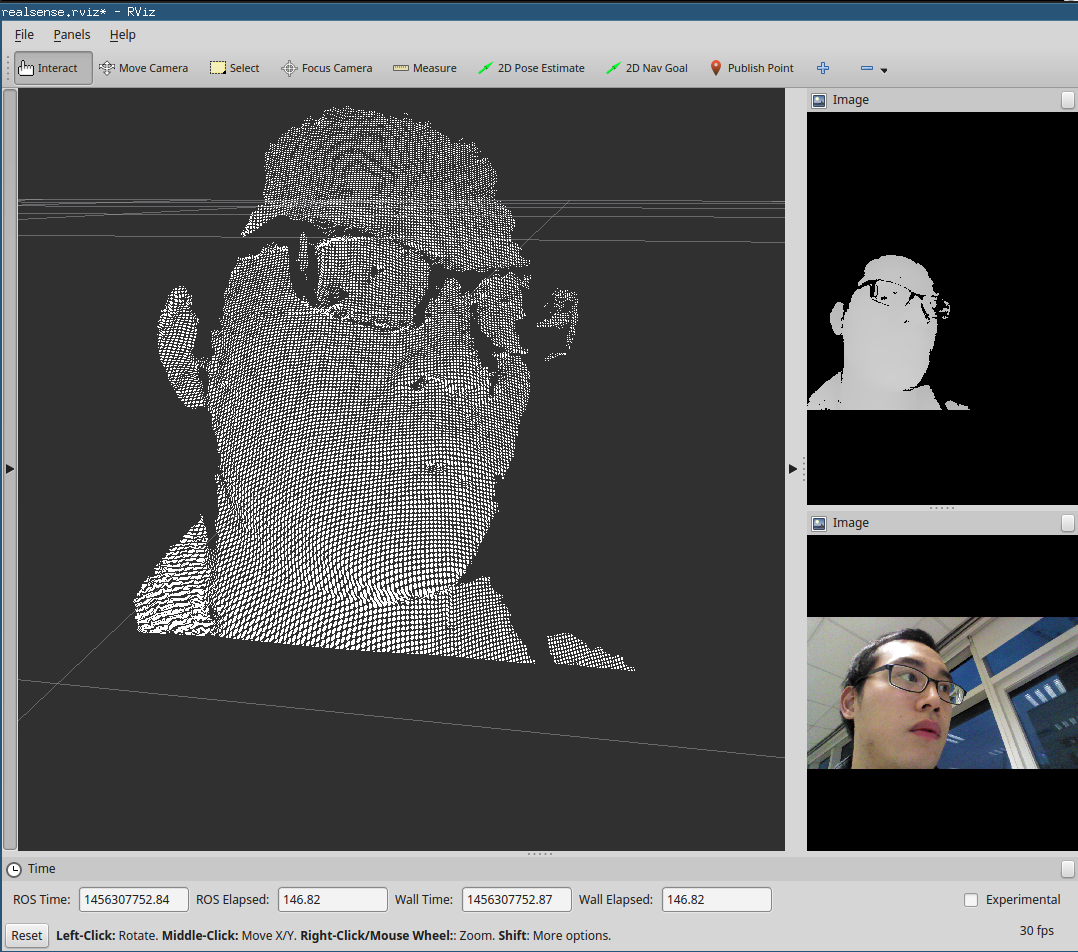 realsense.rviz* - RViz
File Panels Help
Interact Move Camera Select Focus Camera Measure 2D Pose Estimate 2D Nav Goal Publish Point
Image
Image
Time
ROS Time: 1456307752.84 ROS Elapsed: 146.82 Wall Time: 1456307752.87 Wall Elapsed: 146.82 Experimental
Reset Left-Click: Rotate. Middle-Click: Move X/Y. Right-Click/Mouse Wheel:: Zoom. Shift: More options. 30 fps